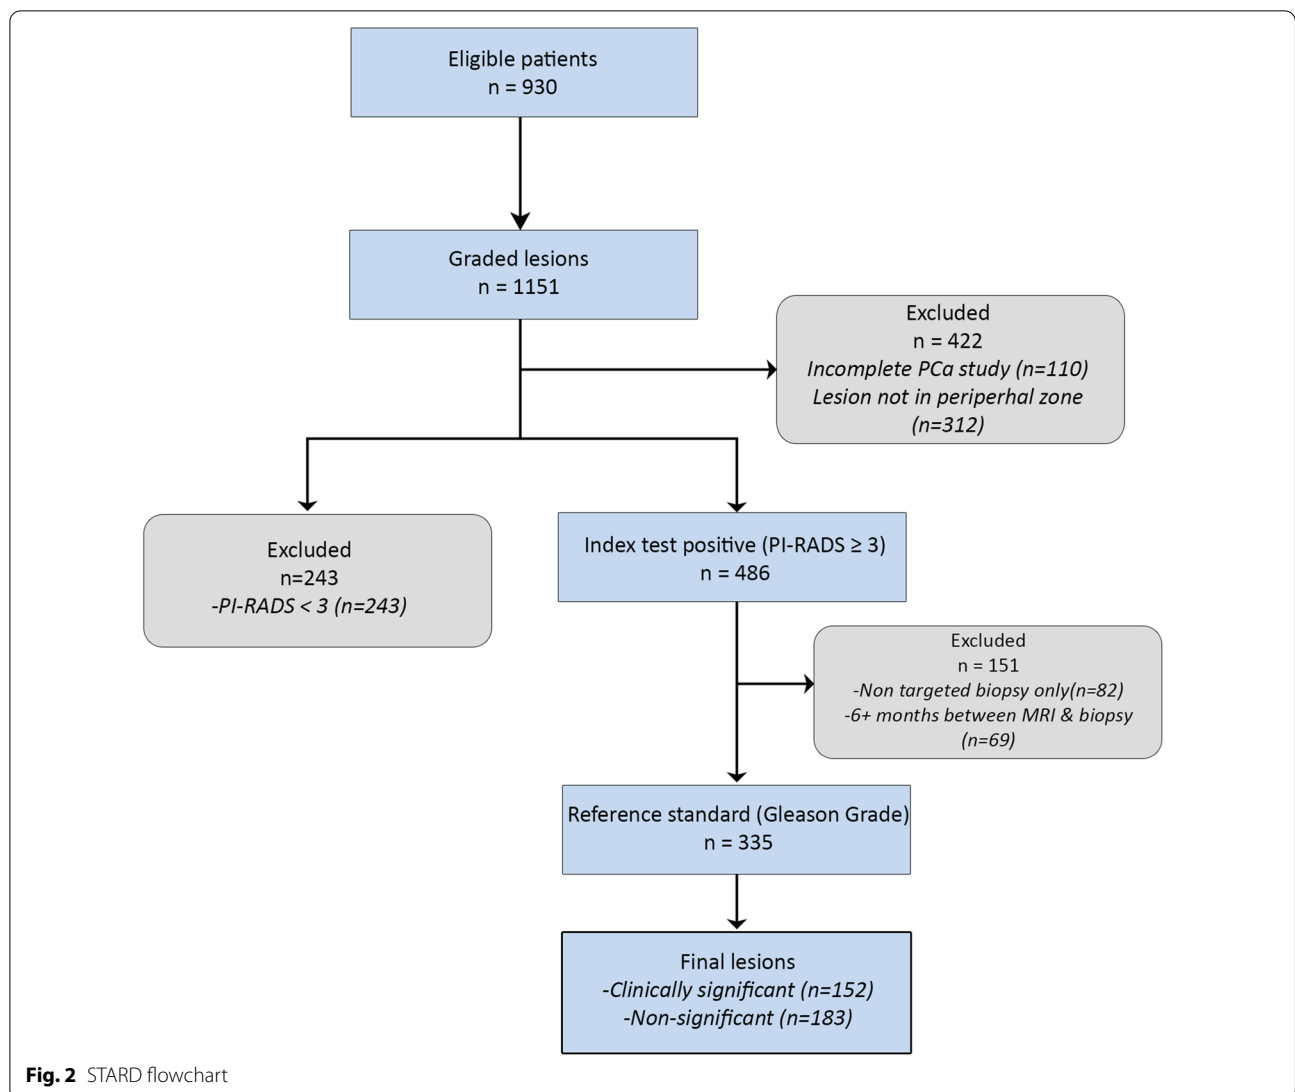 Eligible patients
n = 930
Graded lesions
n = 1151
Excluded
n = 422
Incomplete PCa study (n=110)
Lesion not in periperhal zone
(n=312)
Excluded
n=243
-PI-RADS < 3 (n=243)
Index test positive (PI-RADS ≥ 3)
n = 486
Excluded
n = 151
-Non targeted biopsy only(n=82)
-6+ months between MRI & biopsy
(n=69)
Reference standard (Gleason Grade)
n = 335
Final lesions
-Clinically significant (n=152)
-Non-significant (n=183)
Fig. 2 STARD flowchart